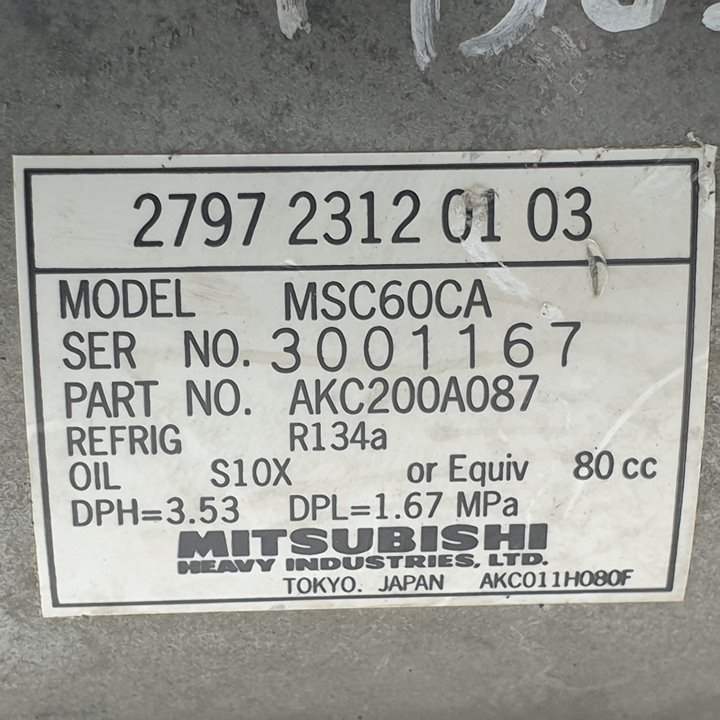 2797 2312 01 03
MODEL MSC60CA
SER NO. 3001167
PART NO. AKC200A087
REFRIG R134a
OIL S10X or Equiv 80 cc
DPH=3.53 DPL=1.67 MPa
MITSUBISHI
HEAVY INDUSTRIES, LTD.
TOKYO. JAPAN AKC011H080F